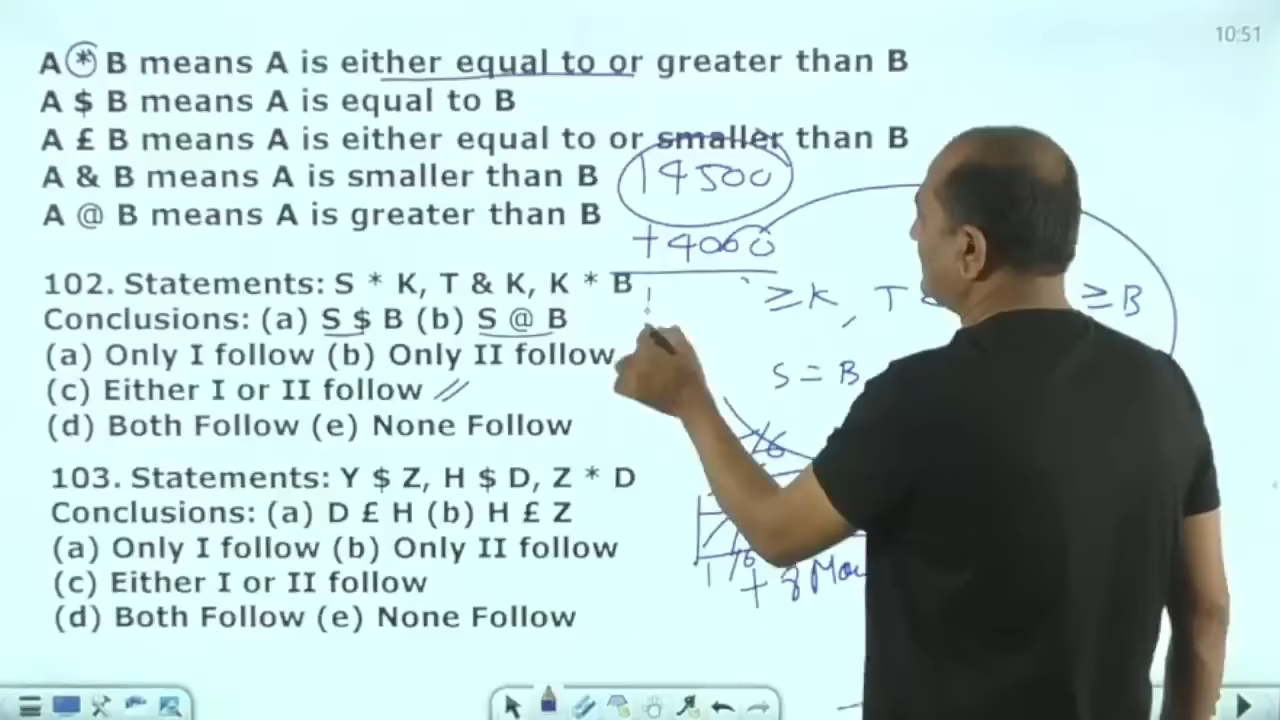 10:51
A * B means A is either equal to or greater than B
A $ B means A is equal to B
A £ B means A is either equal to or smaller than B
A & B means A is smaller than B
A @ B means A is greater than B
14500
+4000
102. Statements: S * K, T & K, K * B
≥K, T ≥B
Conclusions: (a) S $ B (b) S @ B
(a) Only I follow (b) Only II follow
S = B
(c) Either I or II follow
(d) Both Follow (e) None Follow
103. Statements: Y $ Z, H $ D, Z * D
Conclusions: (a) D £ H (b) H £ Z
(a) Only I follow (b) Only II follow
(c) Either I or II follow
(d) Both Follow (e) None Follow